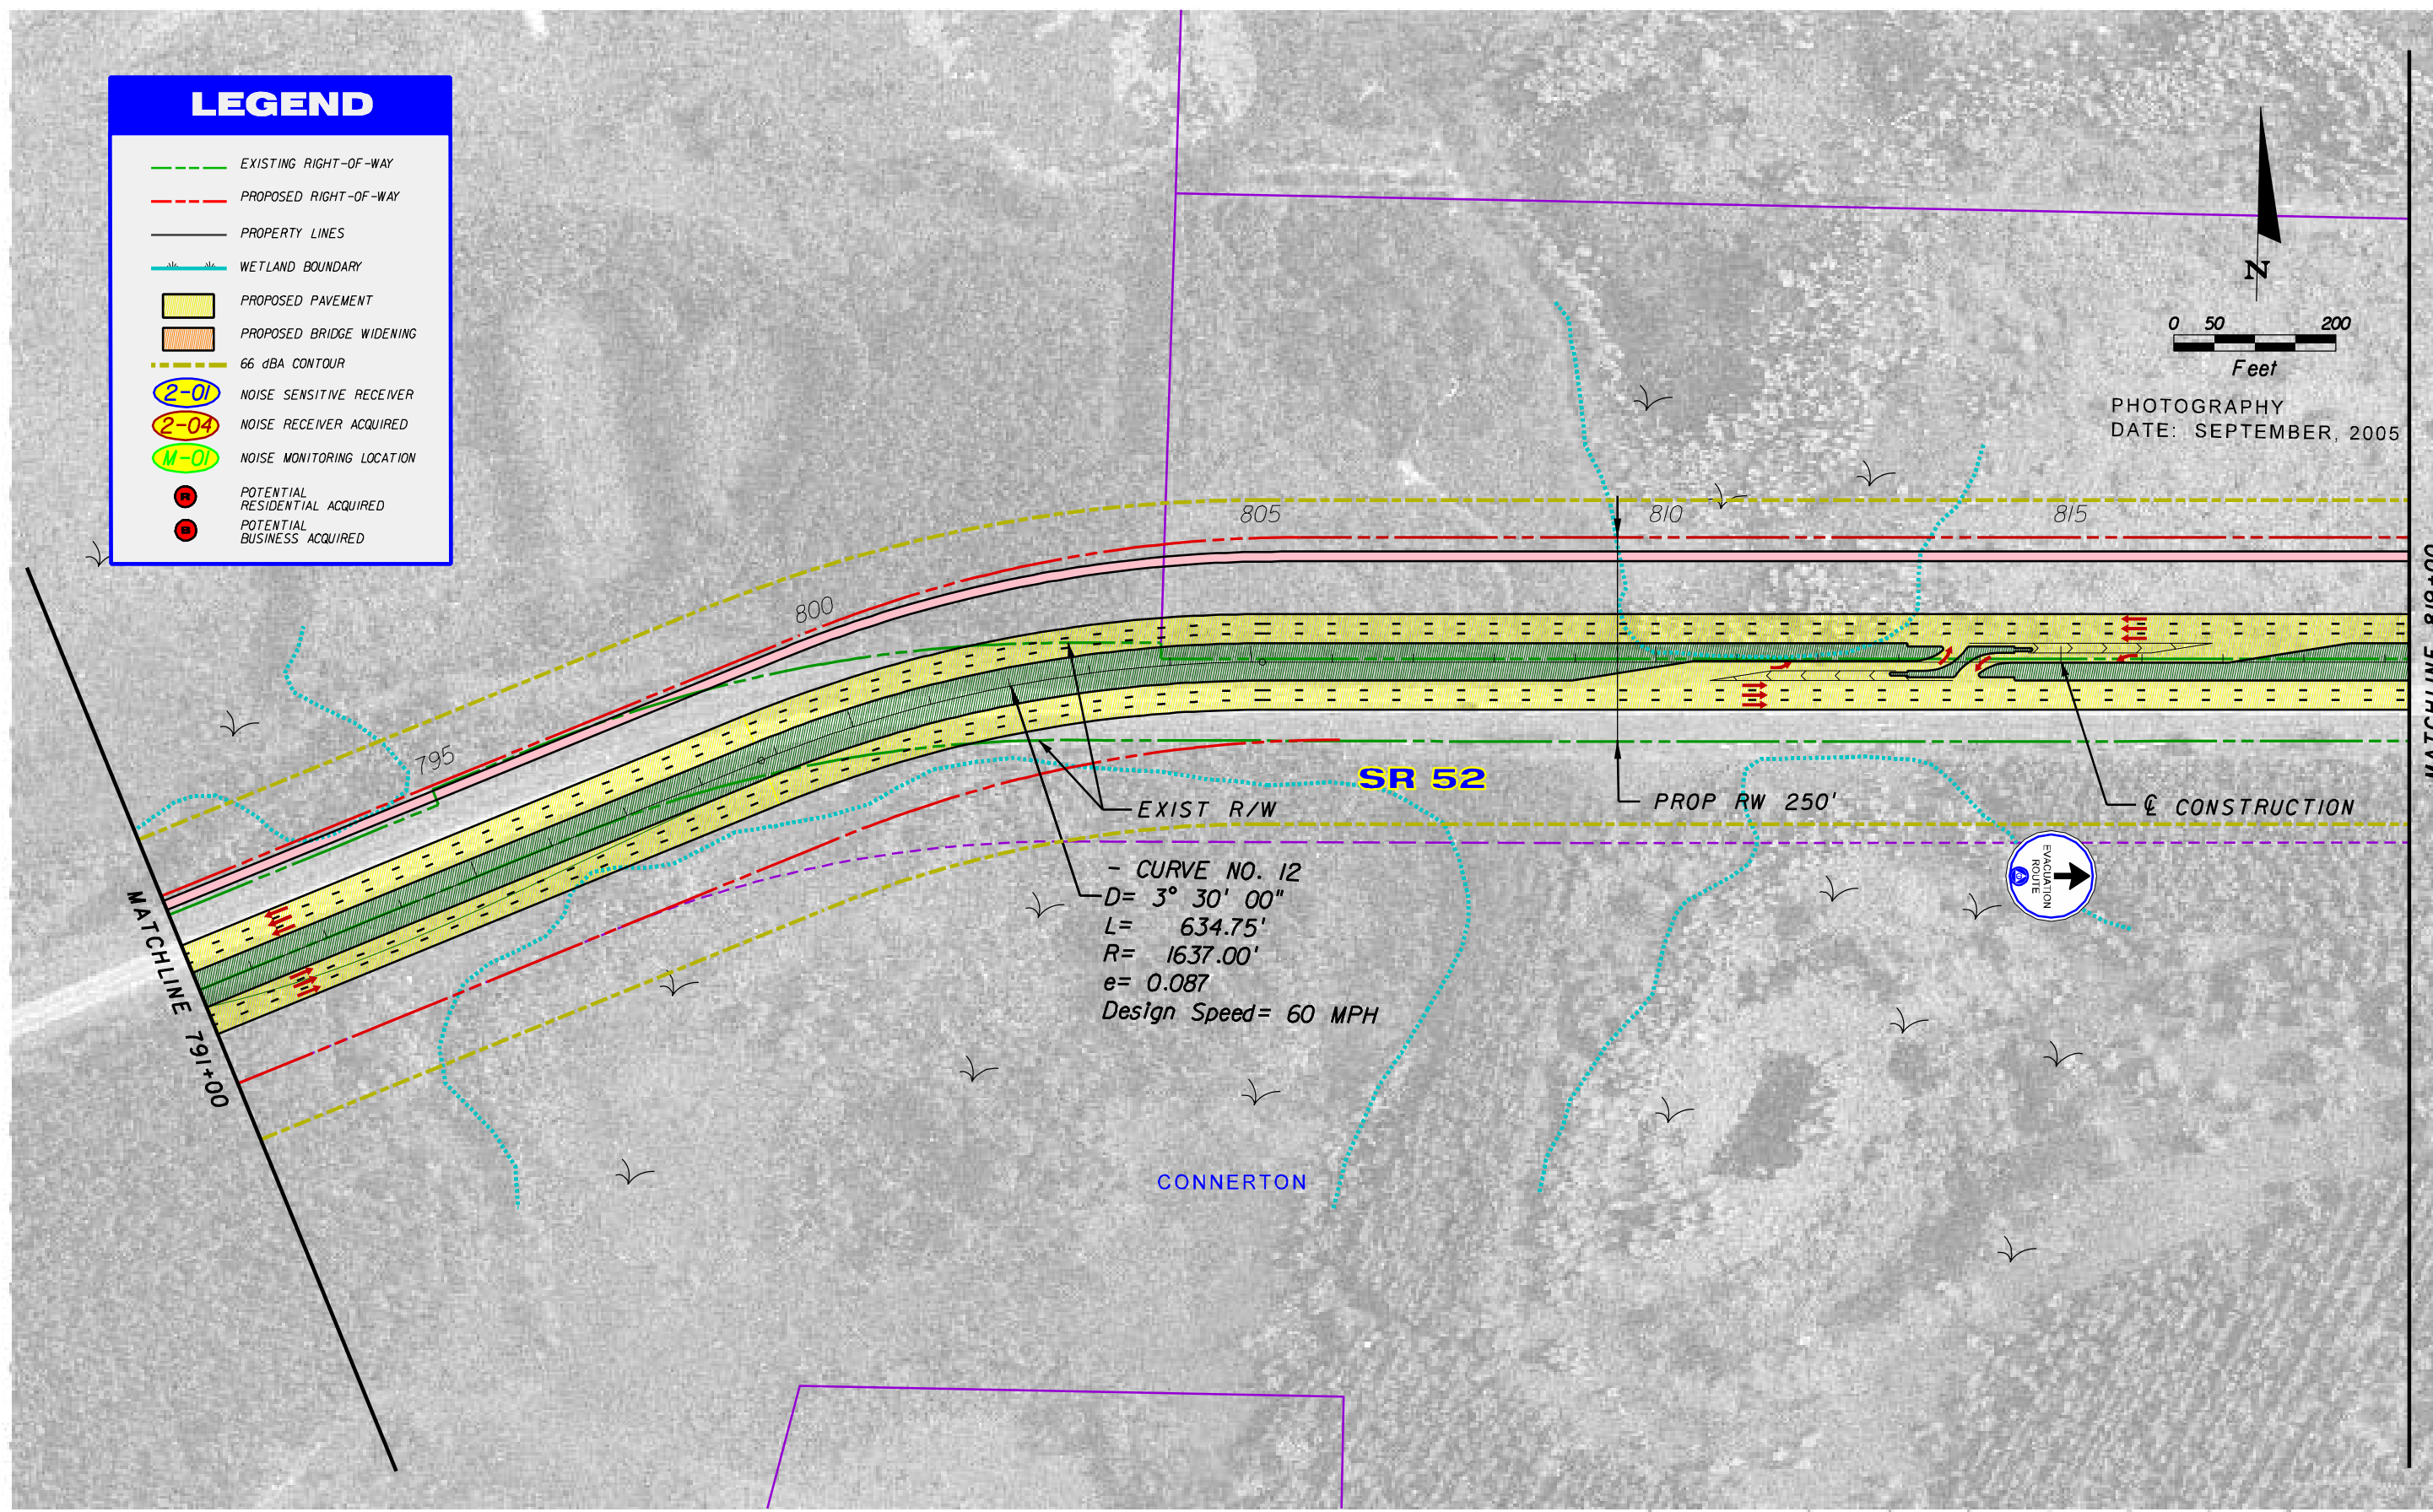 LEGEND
EXISTING RIGHT-OF-WAY
PROPOSED RIGHT-OF-WAY
PROPERTY LINES
WETLAND BOUNDARY
PROPOSED PAVEMENT
PROPOSED BRIDGE WIDENING
66 dBA CONTOUR
2-01 NOISE SENSITIVE RECEIVER
2-04 NOISE RECEIVER ACQUIRED
M-01 NOISE MONITORING LOCATION
R POTENTIAL
RESIDENTIAL ACQUIRED
B POTENTIAL
BUSINESS ACQUIRED
N
0 50 200
Feet
PHOTOGRAPHY
DATE: SEPTEMBER, 2005
795
800
805
810
815
SR 52
EXIST R/W
PROP RW 250'
℄ CONSTRUCTION
- CURVE NO. 12
D= 3° 30' 00"
L= 634.75'
R= 1637.00'
e= 0.087
Design Speed= 60 MPH
EVACUATION
ROUTE
CONNERTON
MATCHLINE 791+00
MATCHLINE 819+00